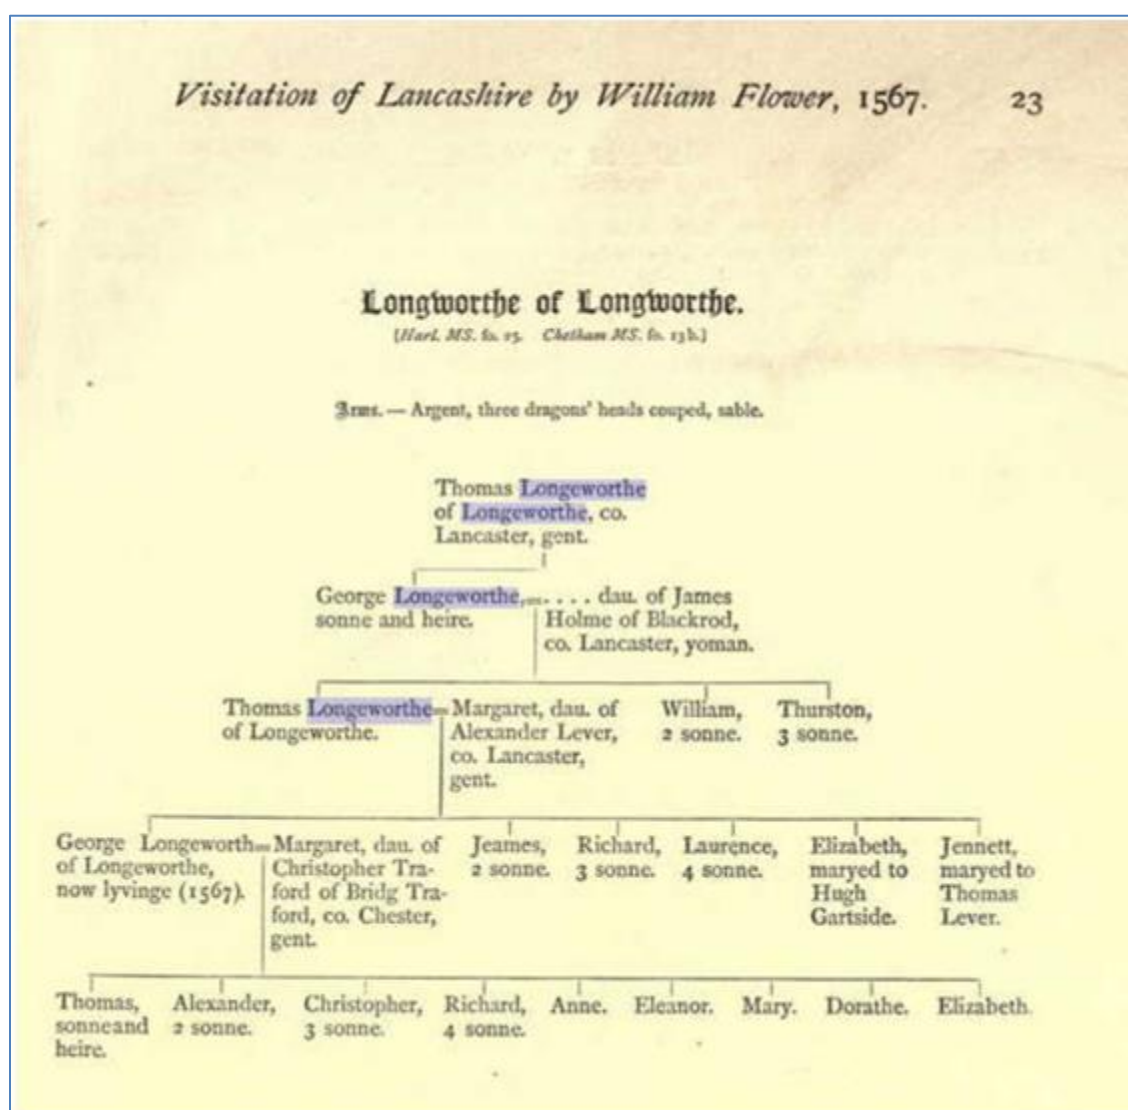 Visitation of Lancashire by William Flower, 1567. 23
Longworthe of Longworthe.
[Harl. MS. fo. 25. Chetham MS. fo. 13b.]
Arms. — Argent, three dragons' heads couped, sable.
Thomas Longeworthe
of Longeworthe, co.
Lancaster, gent.
George Longeworthe,
sonne and heire.
= . . . . dau. of James
Holme of Blackrod,
co. Lancaster, yoman.
Thomas Longeworthe=
of Longeworthe.
Margaret, dau. of
Alexander Lever,
co. Lancaster,
gent.
William,
2 sonne.
Thurston,
3 sonne.
George Longeworth=
of Longeworthe,
now lyvinge (1567).
Margaret, dau. of
Christopher Tra-
ford of Bridg Tra-
ford, co. Chester,
gent.
Jeames,
2 sonne.
Richard,
3 sonne.
Laurence,
4 sonne.
Elizabeth,
maryed to
Hugh
Gartside.
Jennett,
maryed to
Thomas
Lever.
Thomas,
sonne and
heire.
Alexander,
2 sonne.
Christopher,
3 sonne.
Richard,
4 sonne.
Anne.
Eleanor.
Mary.
Dorathe.
Elizabeth.